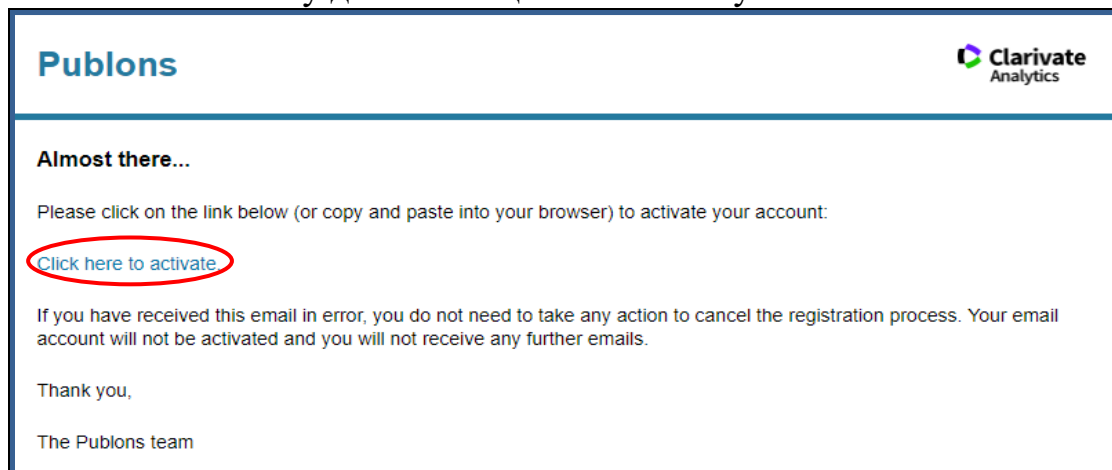 Publons
Clarivate
Analytics
Almost there...
Please click on the link below (or copy and paste into your browser) to activate your account:
Click here to activate.
If you have received this email in error, you do not need to take any action to cancel the registration process. Your email
account will not be activated and you will not receive any further emails.
Thank you,
The Publons team